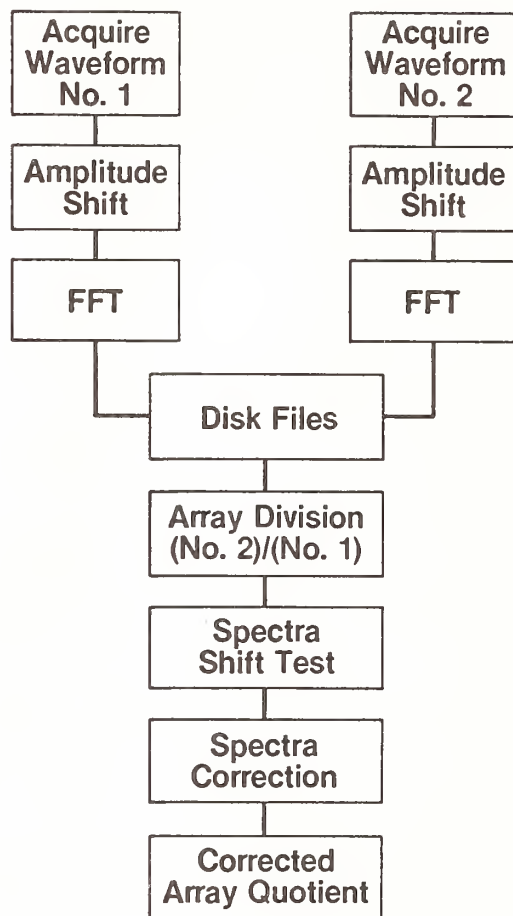 Acquire
Waveform
No. 1
Amplitude
Shift
FFT
Acquire
Waveform
No. 2
Amplitude
Shift
FFT
Disk Files
Array Division
(No. 2)/(No. 1)
Spectra
Shift Test
Spectra
Correction
Corrected
Array Quotient